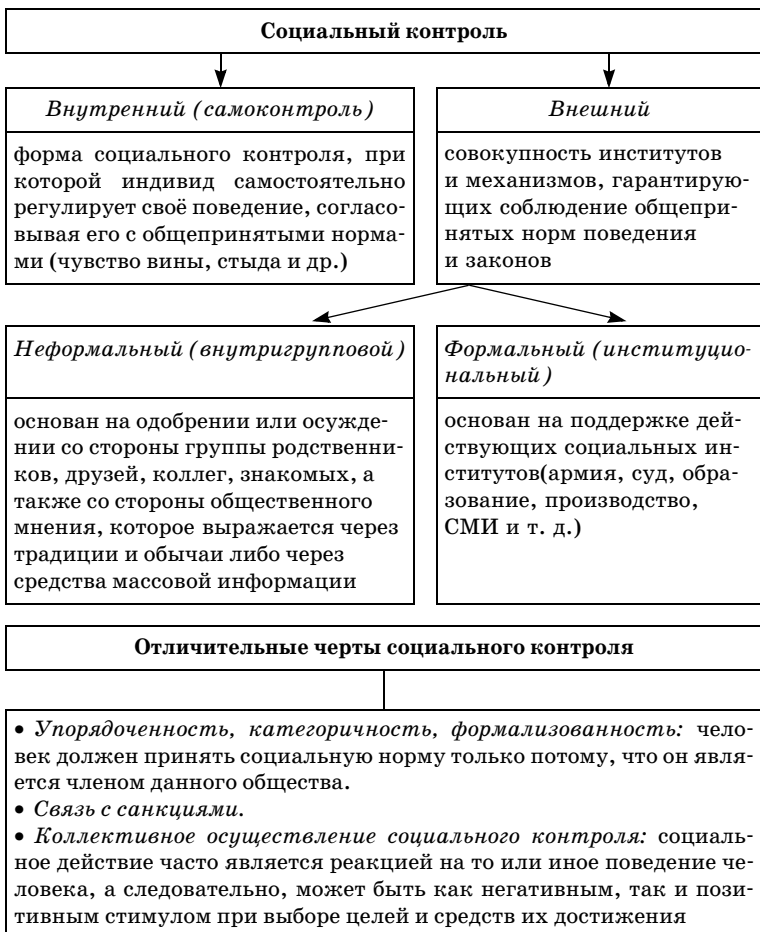 Социальный контроль
Внутренний (самоконтроль)
форма социального контроля, при
которой индивид самостоятельно
регулирует своё поведение, согласо-
вывая его с общепринятыми норма-
ми (чувство вины, стыда и др.)
Внешний
совокупность институтов
и механизмов, гарантирую-
щих соблюдение общепри-
нятых норм поведения
и законов
Неформальный (внутригрупповой)
основан на одобрении или осужде-
нии со стороны группы родственни-
ков, друзей, коллег, знакомых, а
также со стороны общественного
мнения, которое выражается через
традиции и обычаи либо через
средства массовой информации
Формальный (институцио-
нальный)
основан на поддержке дей-
ствующих социальных ин-
ститутов(армия, суд, обра-
зование, производство,
СМИ и т. д.)
Отличительные черты социального контроля
• Упорядоченность, категоричность, формализованность: чело-
век должен принять социальную норму только потому, что он явля-
ется членом данного общества.
• Связь с санкциями.
• Коллективное осуществление социального контроля: социаль-
ное действие часто является реакцией на то или иное поведение че-
ловека, а следовательно, может быть как негативным, так и пози-
тивным стимулом при выборе целей и средств их достижения